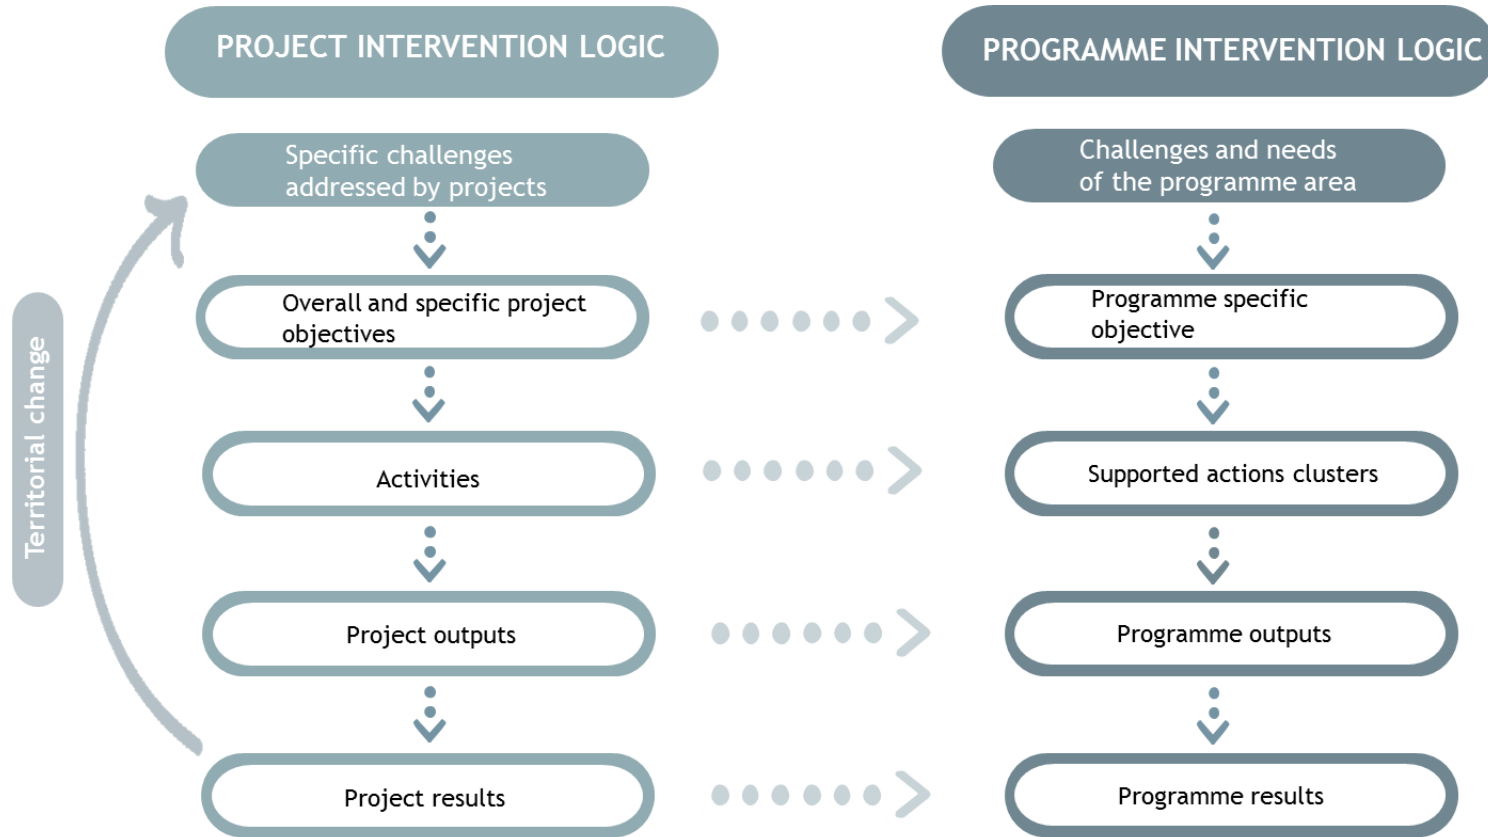 PROJECT INTERVENTION LOGIC
PROGRAMME INTERVENTION LOGIC
Specific challenges
addressed by projects
Challenges and needs
of the programme area
Overall and specific project
objectives
Programme specific
objective
Territorial change
Activities
Supported actions clusters
Project outputs
Programme outputs
Project results
Programme results